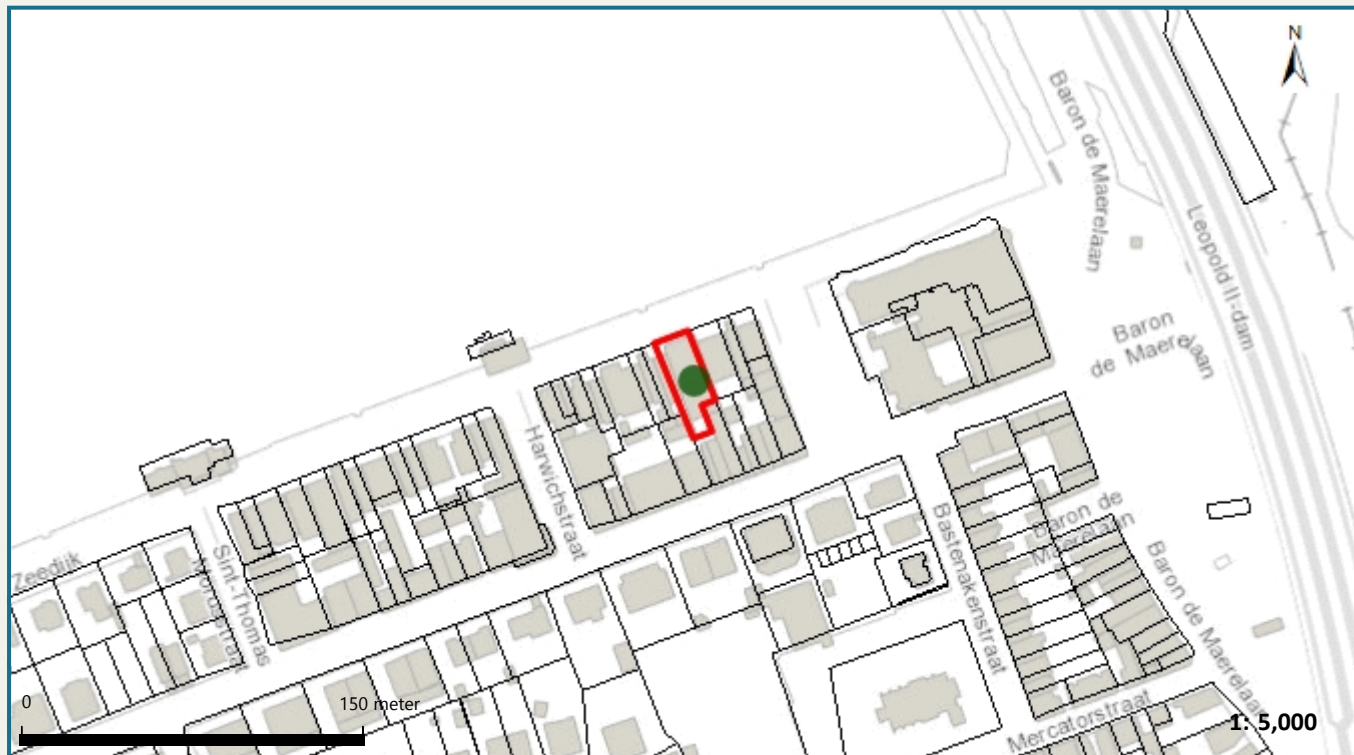 N
Baron de Maerelaan
Leopold II-dam
Baron
de Maerelaan
Harwichstraat
Zeedijk
Sint-Thomas
Morusstraat
Bastenakenstraat
Baron de
Maerelaan
Baron de Maerelaan
Mercatorstraat
0
150 meter
1: 5,000